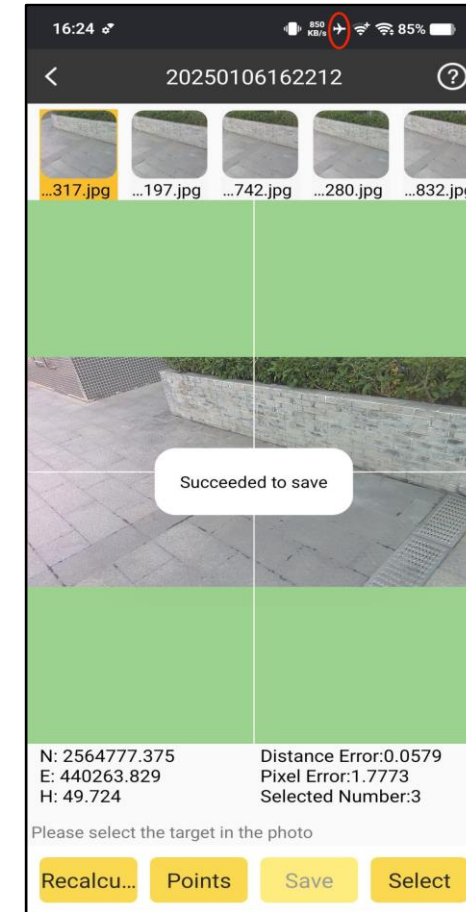 16:24 850 KB/s 85%
20250106162212 ?
...317.jpg ...197.jpg ...742.jpg ...280.jpg ...832.jpg
Succeeded to save
N: 2564777.375 Distance Error:0.0579
E: 440263.829 Pixel Error:1.7773
H: 49.724 Selected Number:3
Please select the target in the photo
Recalcu... Points Save Select